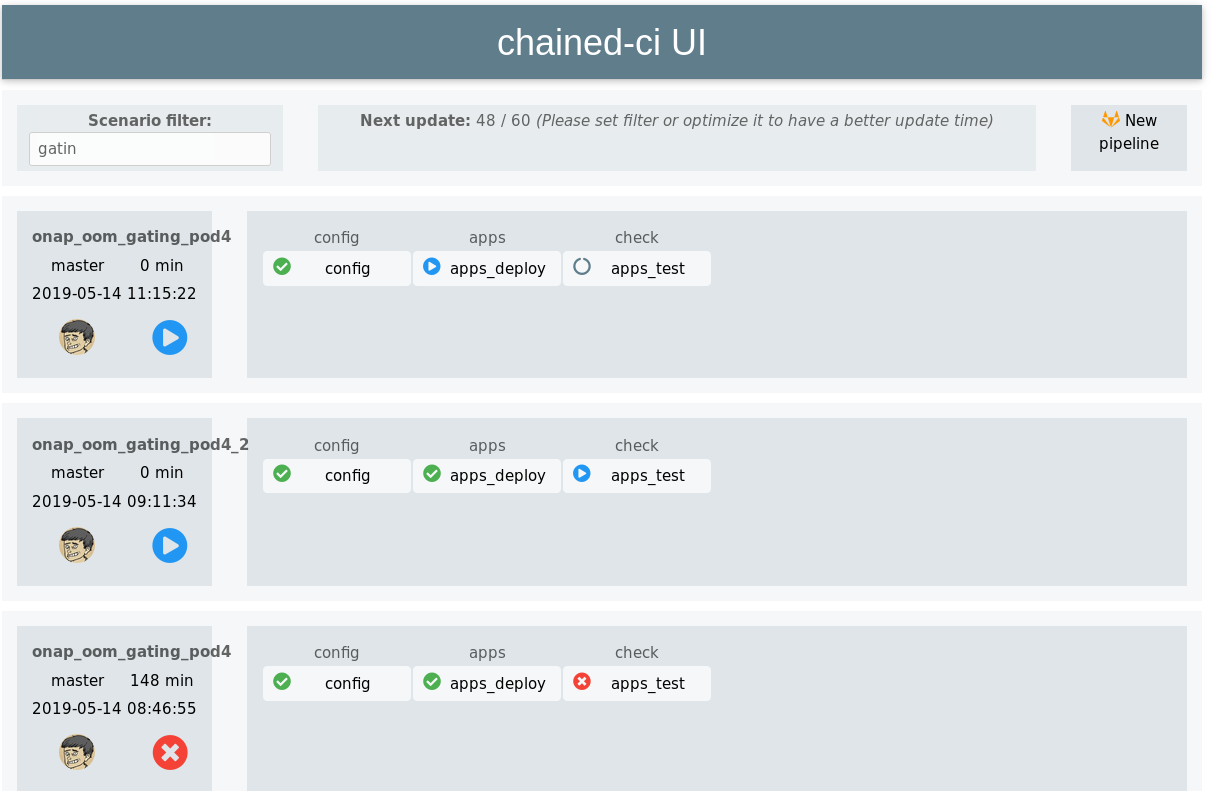 chained-ci UI
Scenario filter:
gatin
Next update: 48 / 60 (Please set filter or optimize it to have a better update time)
New
pipeline
onap_oom_gating_pod4
master 0 min
2019-05-14 11:15:22
config apps check
config apps_deploy apps_test
onap_oom_gating_pod4_2
master 0 min
2019-05-14 09:11:34
config apps check
config apps_deploy apps_test
onap_oom_gating_pod4
master 148 min
2019-05-14 08:46:55
config apps check
config apps_deploy apps_test